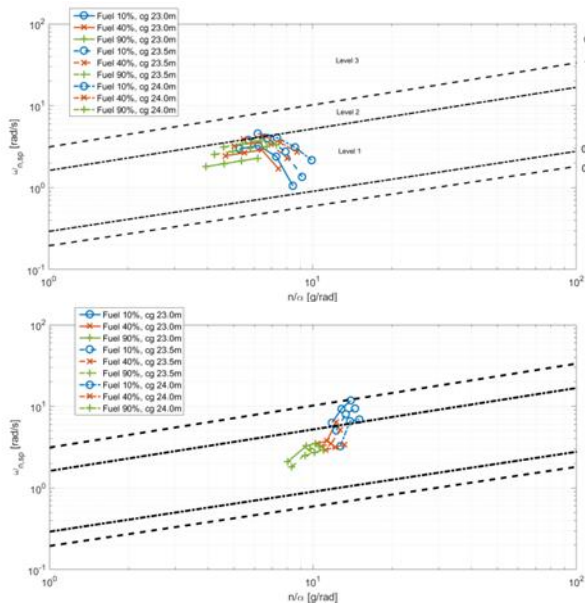 10²
10¹
10⁰
10⁻¹
ω'n,sp [rad/s]
Fuel 10%, cg 23.0m
Fuel 40%, cg 23.0m
Fuel 90%, cg 23.0m
Fuel 10%, cg 23.5m
Fuel 40%, cg 23.5m
Fuel 90%, cg 23.5m
Fuel 10%, cg 24.0m
Fuel 40%, cg 24.0m
Fuel 90%, cg 24.0m
Level 3
Level 2
Level 1
0
0
0
10⁰
10¹
10²
n/α [g/rad]
10²
10¹
10⁰
10⁻¹
ω'n,sp [rad/s]
Fuel 10%, cg 23.0m
Fuel 40%, cg 23.0m
Fuel 90%, cg 23.0m
Fuel 10%, cg 23.5m
Fuel 40%, cg 23.5m
Fuel 90%, cg 23.5m
Fuel 10%, cg 24.0m
Fuel 40%, cg 24.0m
Fuel 90%, cg 24.0m
10⁰
10¹
10²
n/α [g/rad]